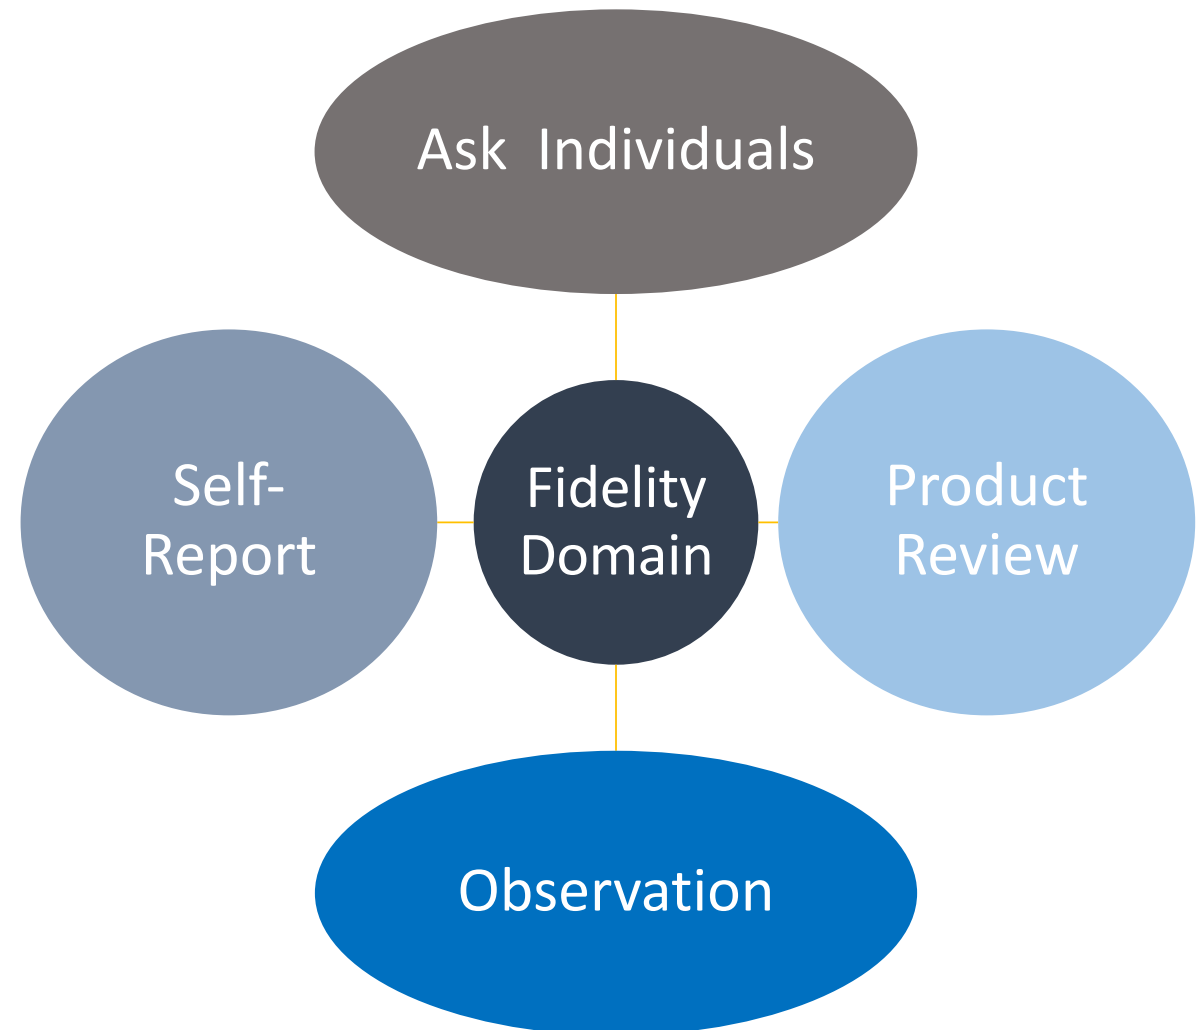 Ask  Individuals
Self-
Report
Fidelity
Domain
Product
Review
Observation